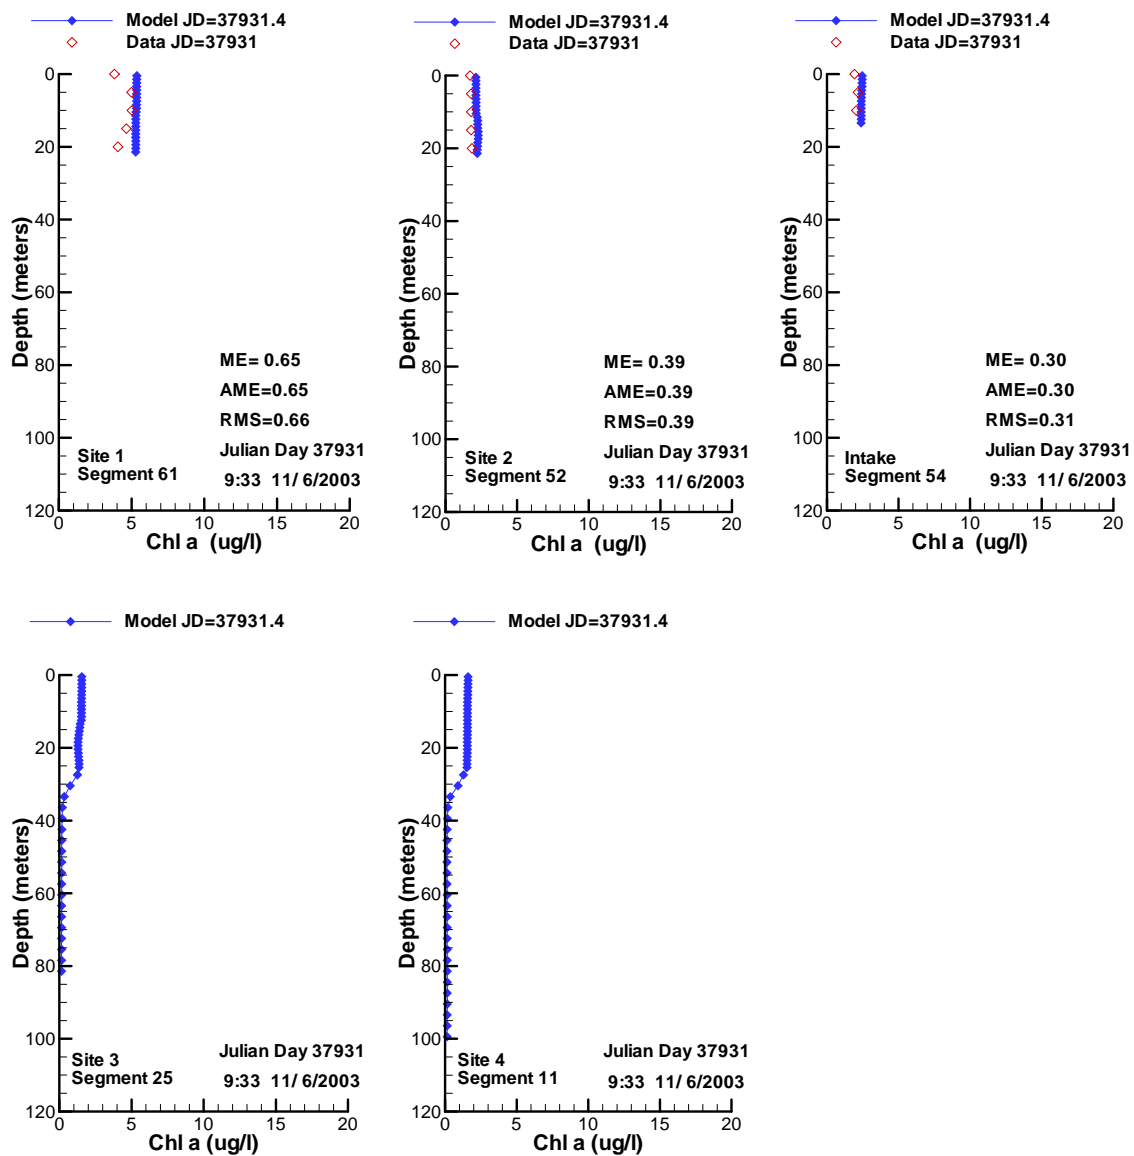 Model JD=37931.4
Data JD=37931
0
20
40
60
80
100
120
Depth (meters)
ME= 0.65
AME=0.65
RMS=0.66
Julian Day 37931
9:33 11/ 6/2003
Site 1
Segment 61
0 5 10 15 20
Chl a (ug/l)
Model JD=37931.4
Data JD=37931
0
20
40
60
80
100
120
Depth (meters)
ME= 0.39
AME=0.39
RMS=0.39
Julian Day 37931
9:33 11/ 6/2003
Site 2
Segment 52
0 5 10 15 20
Chl a (ug/l)
Model JD=37931.4
Data JD=37931
0
20
40
60
80
100
120
Depth (meters)
ME= 0.30
AME=0.30
RMS=0.31
Julian Day 37931
9:33 11/ 6/2003
Intake
Segment 54
0 5 10 15 20
Chl a (ug/l)
Model JD=37931.4
0
20
40
60
80
100
120
Depth (meters)
Julian Day 37931
9:33 11/ 6/2003
Site 3
Segment 25
0 5 10 15 20
Chl a (ug/l)
Model JD=37931.4
0
20
40
60
80
100
120
Depth (meters)
Julian Day 37931
9:33 11/ 6/2003
Site 4
Segment 11
0 5 10 15 20
Chl a (ug/l)